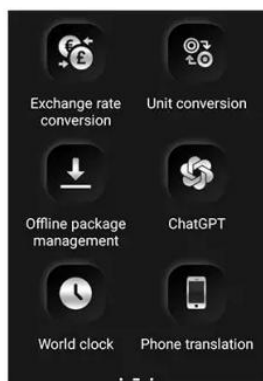 Exchange rate
conversion
Unit conversion
Offline package
management
ChatGPT
World clock
Phone translation